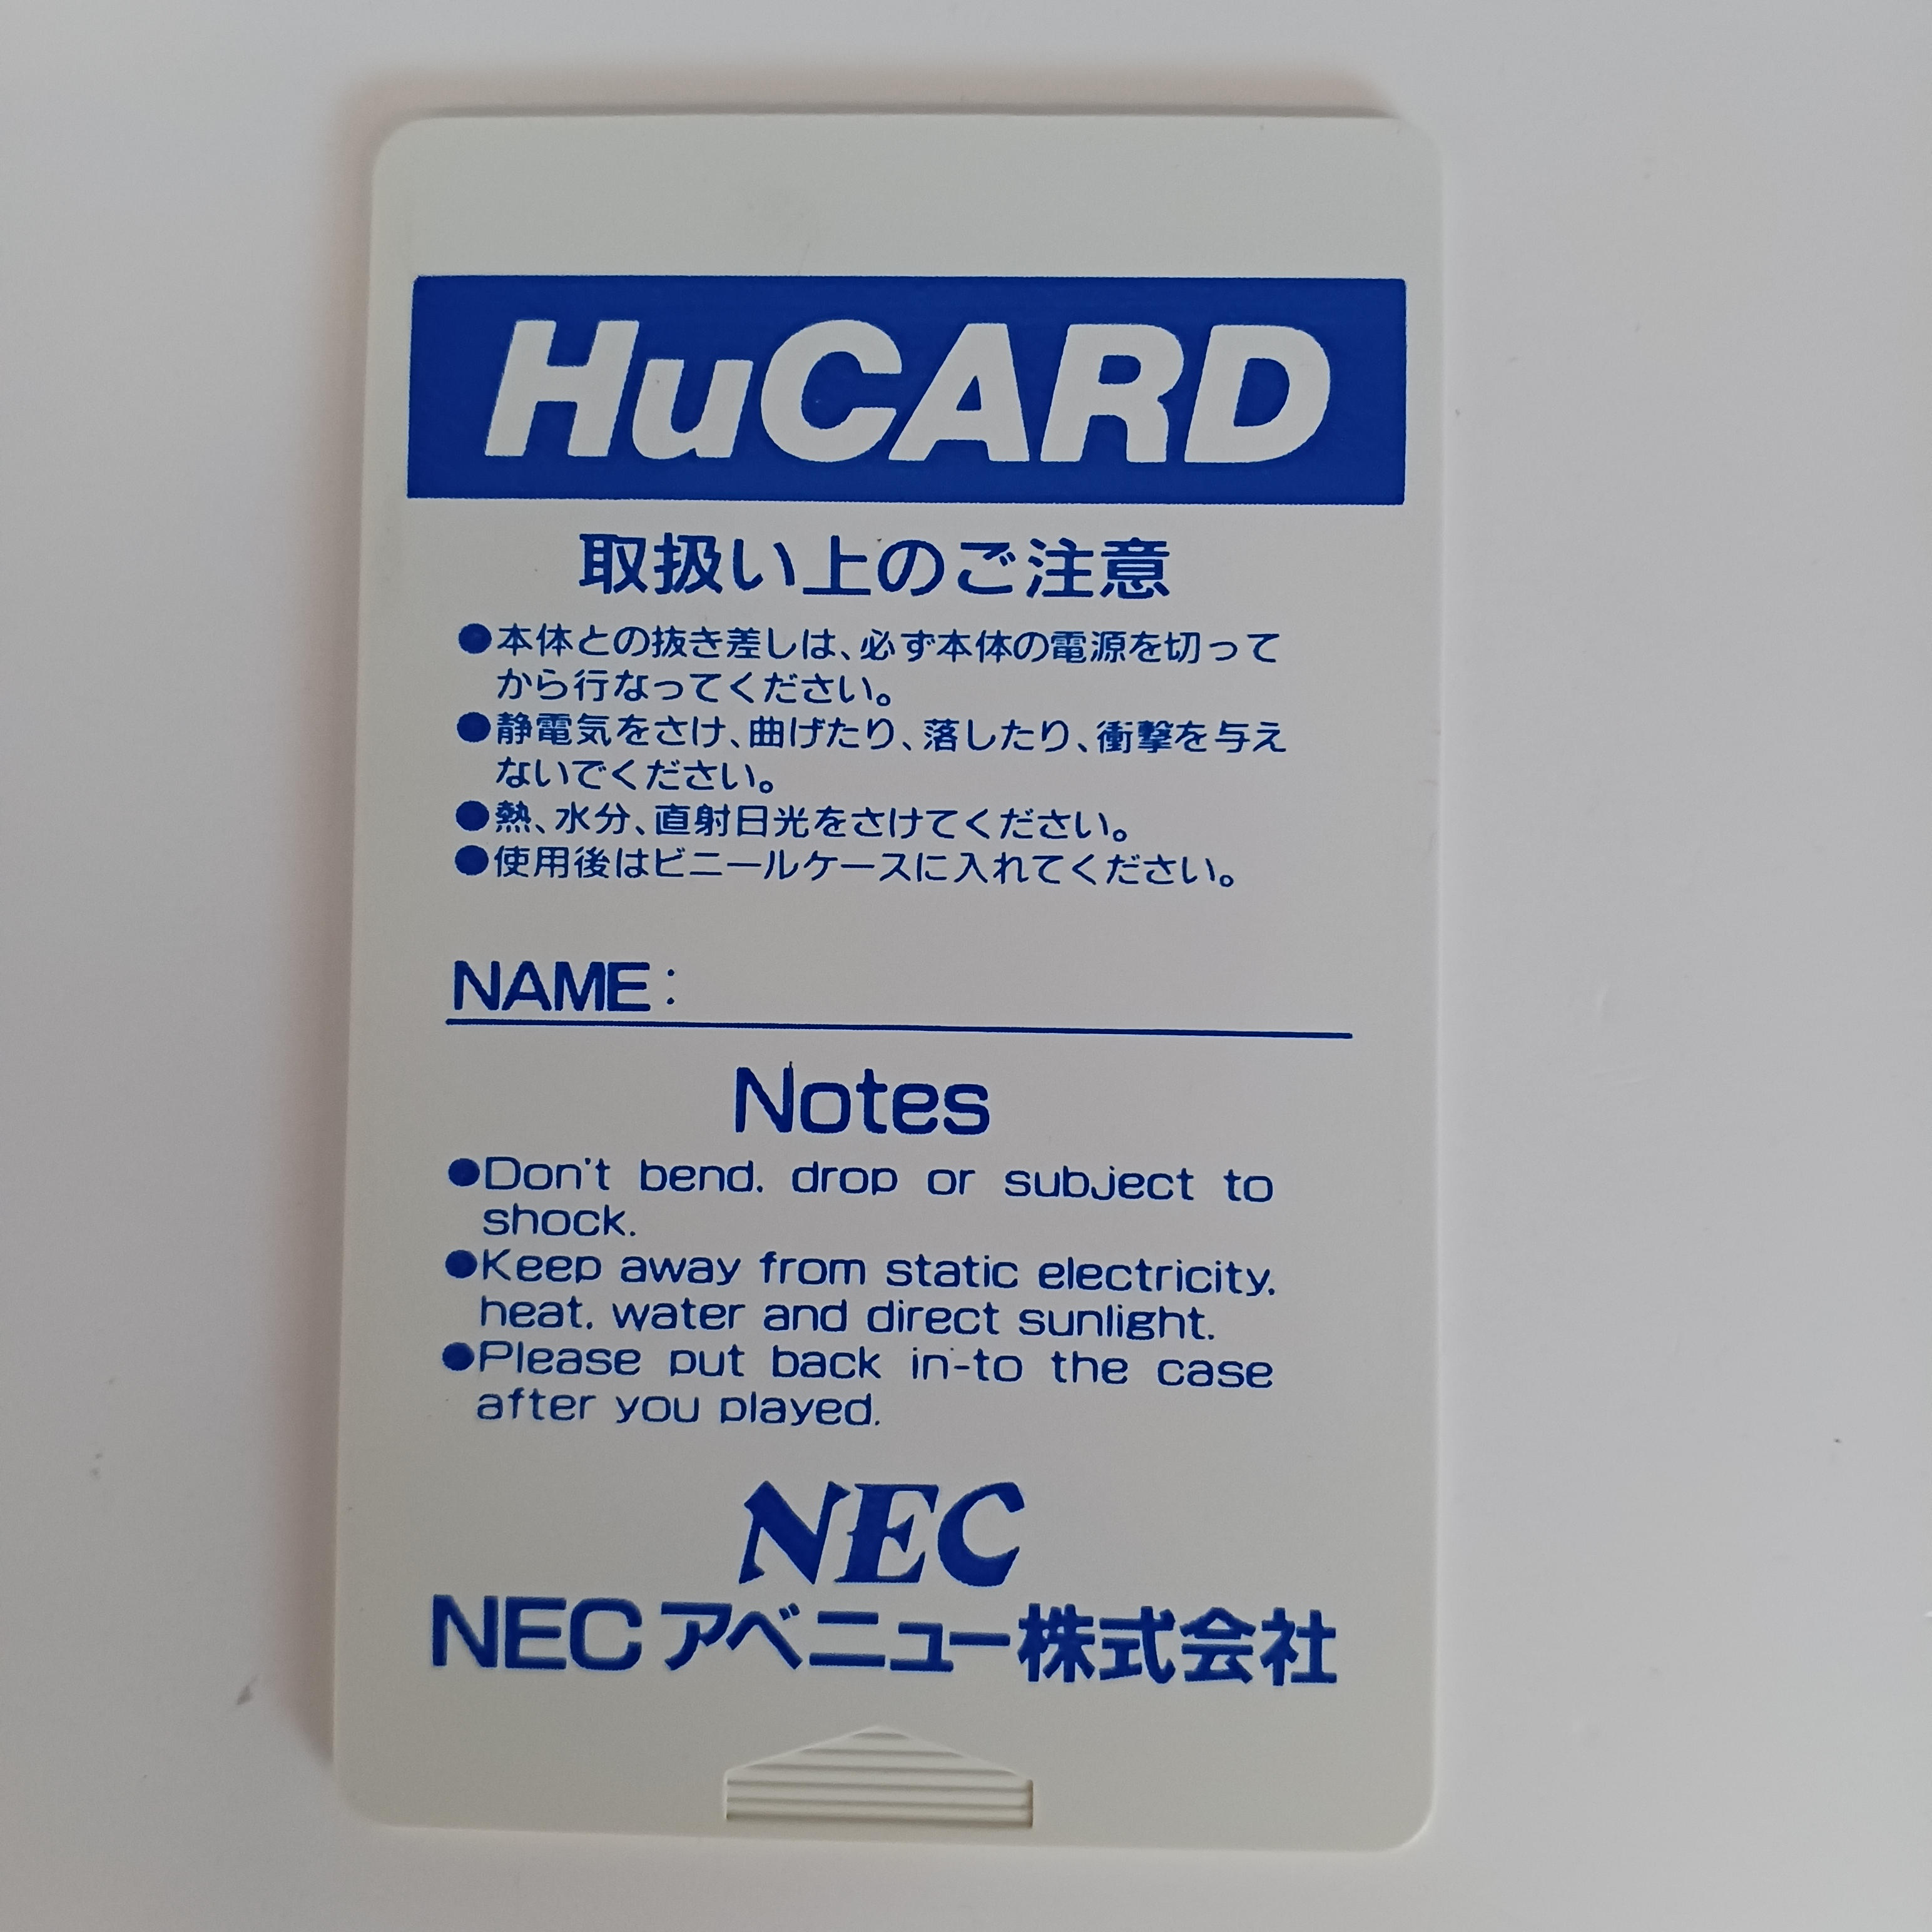 HuCARD
取扱い上のご注意
●本体との抜き差しは、必ず本体の電源を切って
から行なってください。
●静電気をさけ、曲げたり、落したり、衝撃を与え
ないでください。
●熱、水分、直射日光をさけてください。
●使用後はビニールケースに入れてください。
NAME:
Notes
●Don't bend. drop or subject to
shock.
●Keep away from static electricity.
heat. water and direct sunlight.
●Please put back in-to the case
after you played.
NEC
NECアベニュー株式会社